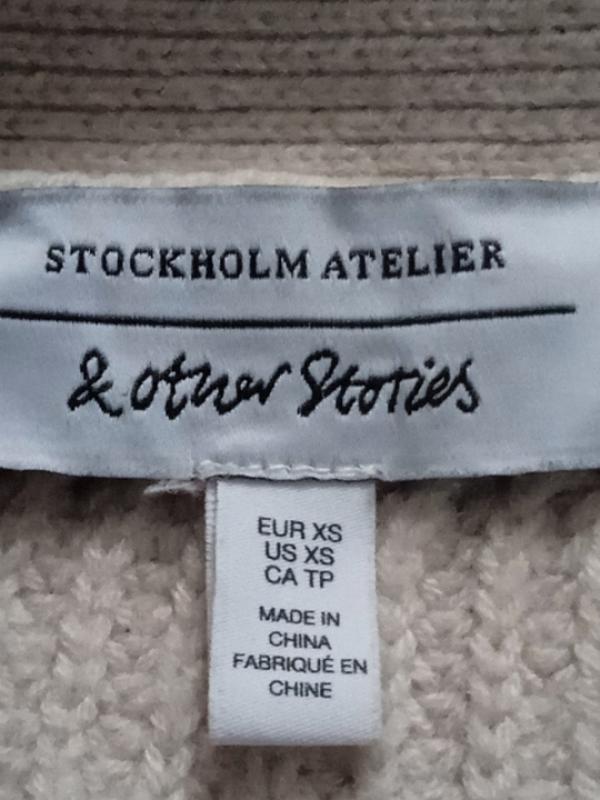 STOCKHOLM ATELIER
& other Stories
EUR XS
US XS
CA TP
MADE IN
CHINA
FABRIQUÉ EN
CHINE